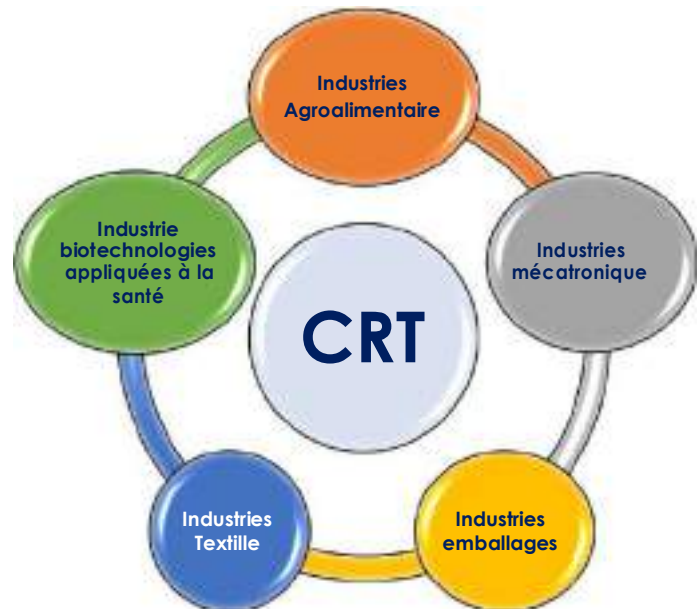 Industries
Agroalimentaire
Industrie
biotechnologies
appliquées à la
santé
Industries
mécatronique
CRT
Industries
Textille
Industries
emballages